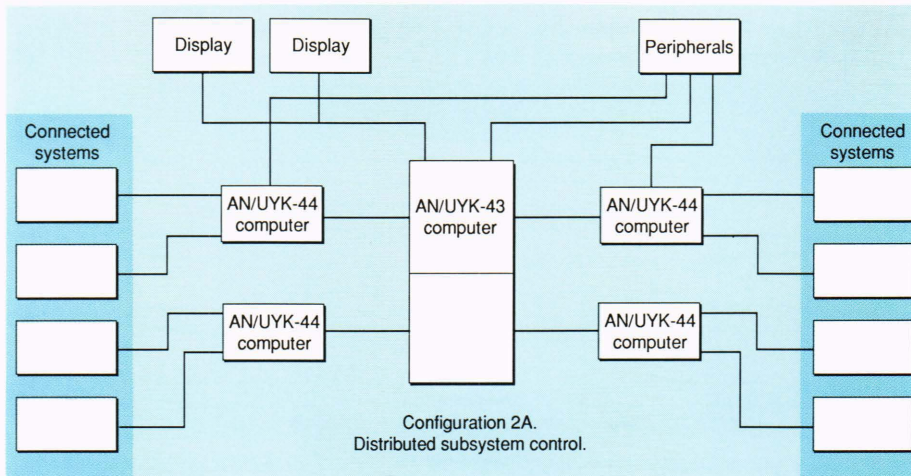 Display
Display
Peripherals
Connected
systems
Connected
systems
AN/UYK-44
computer
AN/UYK-43
computer
AN/UYK-44
computer
AN/UYK-44
computer
AN/UYK-44
computer
Configuration 2A.
Distributed subsystem control.